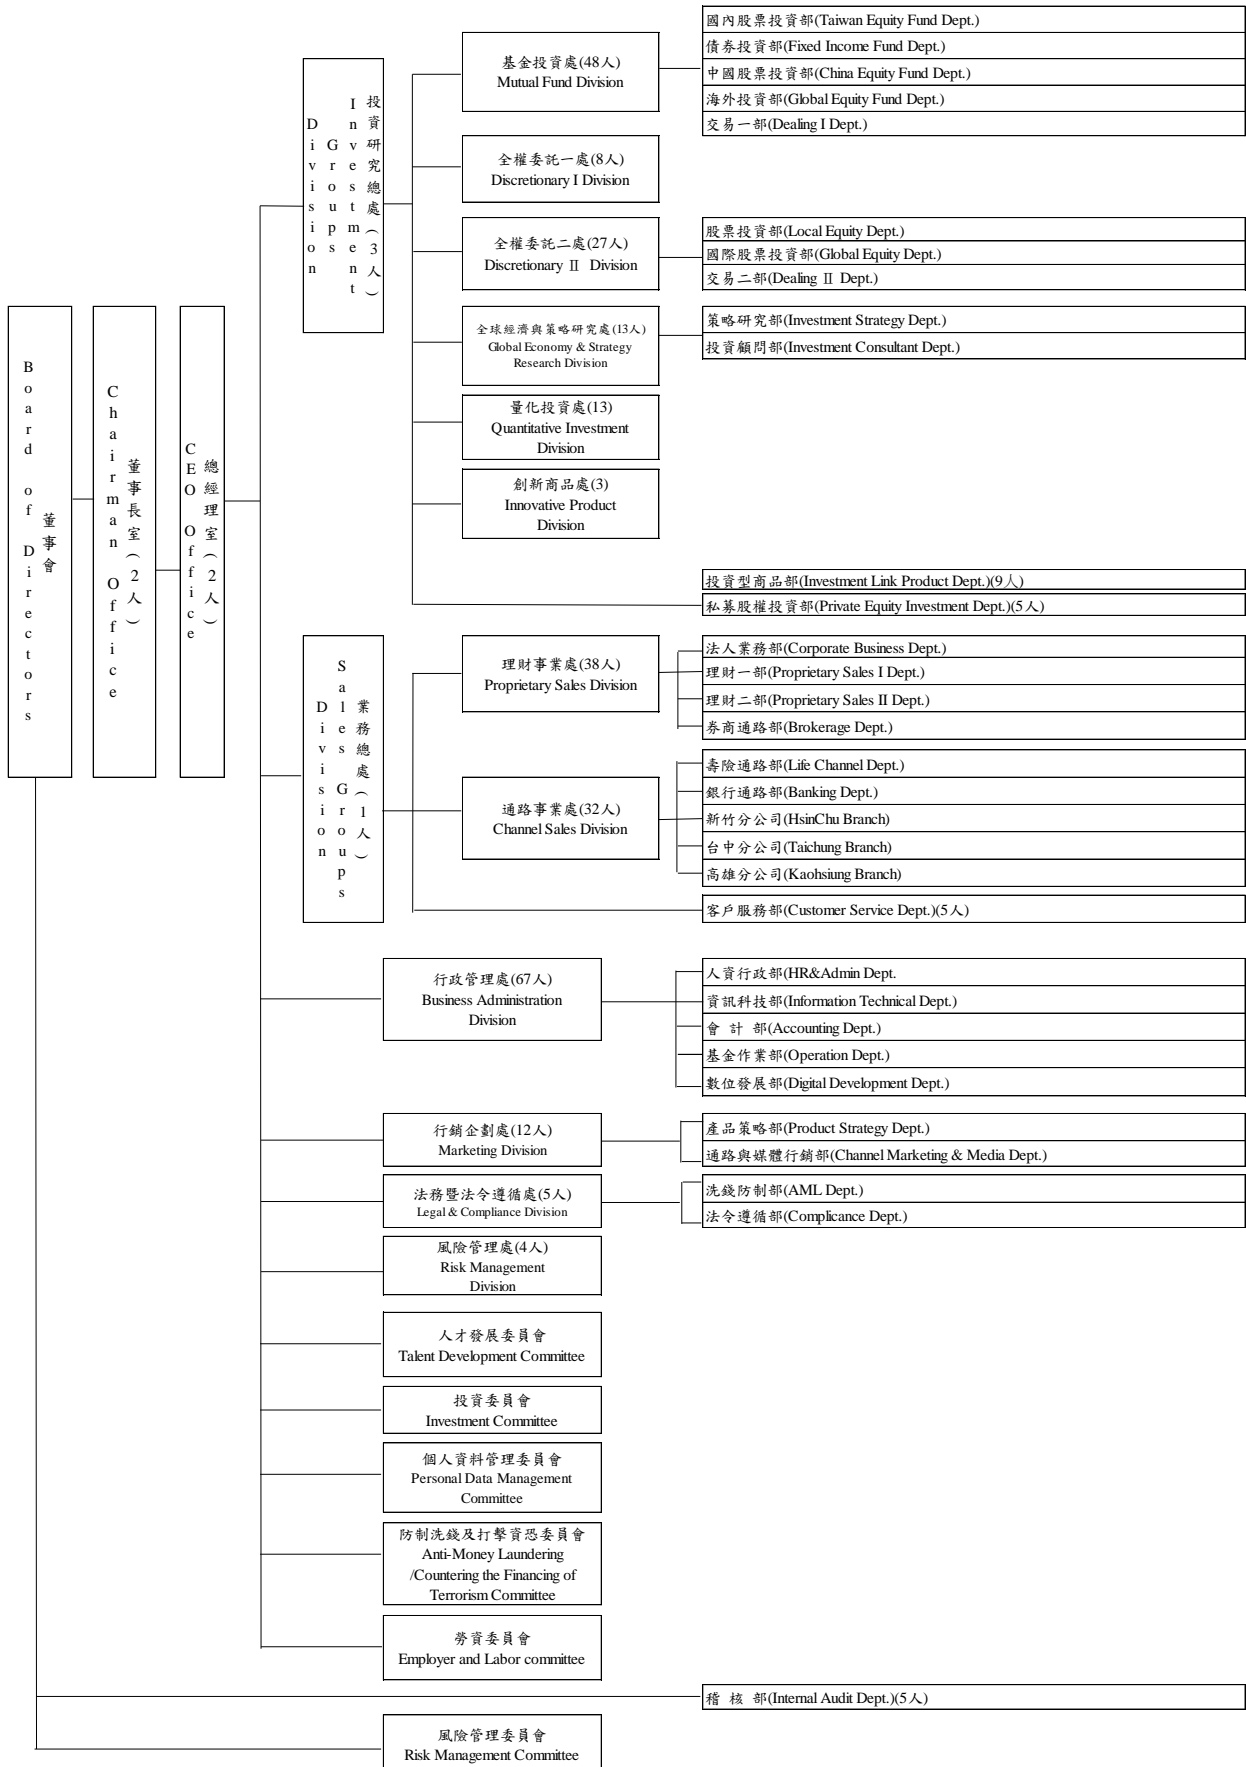 董事會
Board of Directors
董事長室(2人)
Chairman Office
總經理室(2人)
CEO Office
投資研究總處(3人)
Investment Groups Division
基金投資處(48人)
Mutual Fund Division
國內股票投資部(Taiwan Equity Fund Dept.)
債券投資部(Fixed Income Fund Dept.)
中國股票投資部(China Equity Fund Dept.)
海外投資部(Global Equity Fund Dept.)
交易一部(Dealing I Dept.)
全權委託一處(8人)
Discretionary I Division
全權委託二處(27人)
Discretionary Ⅱ Division
股票投資部(Local Equity Dept.)
國際股票投資部(Global Equity Dept.)
交易二部(Dealing Ⅱ Dept.)
全球經濟與策略研究處(13人)
Global Economy & Strategy
Research Division
策略研究部(Investment Strategy Dept.)
投資顧問部(Investment Consultant Dept.)
量化投資處(13)
Quantitative Investment
Division
創新商品處(3)
Innovative Product
Division
投資型商品部(Investment Link Product Dept.)(9人)
私募股權投資部(Private Equity Investment Dept.)(5人)
業務總處(1人)
Sales Groups Division
理財事業處(38人)
Proprietary Sales Division
法人業務部(Corporate Business Dept.)
理財一部(Proprietary Sales I Dept.)
理財二部(Proprietary Sales II Dept.)
券商通路部(Brokerage Dept.)
通路事業處(32人)
Channel Sales Division
壽險通路部(Life Channel Dept.)
銀行通路部(Banking Dept.)
新竹分公司(HsinChu Branch)
台中分公司(Taichung Branch)
高雄分公司(Kaohsiung Branch)
客戶服務部(Customer Service Dept.)(5人)
行政管理處(67人)
Business Administration
Division
人資行政部(HR&Admin Dept.
資訊科技部(Information Technical Dept.)
會 計 部(Accounting Dept.)
基金作業部(Operation Dept.)
數位發展部(Digital Development Dept.)
行銷企劃處(12人)
Marketing Division
產品策略部(Product Strategy Dept.)
通路與媒體行銷部(Channel Marketing & Media Dept.)
法務暨法令遵循處(5人)
Legal & Compliance Division
洗錢防制部(AML Dept.)
法令遵循部(Complicance Dept.)
風險管理處(4人)
Risk Management
Division
人才發展委員會
Talent Development Committee
投資委員會
Investment Committee
個人資料管理委員會
Personal Data Management
Committee
防制洗錢及打擊資恐委員會
Anti-Money Laundering
/Countering the Financing of
Terrorism Committee
勞資委員會
Employer and Labor committee
稽 核 部(Internal Audit Dept.)(5人)
風險管理委員會
Risk Management Committee